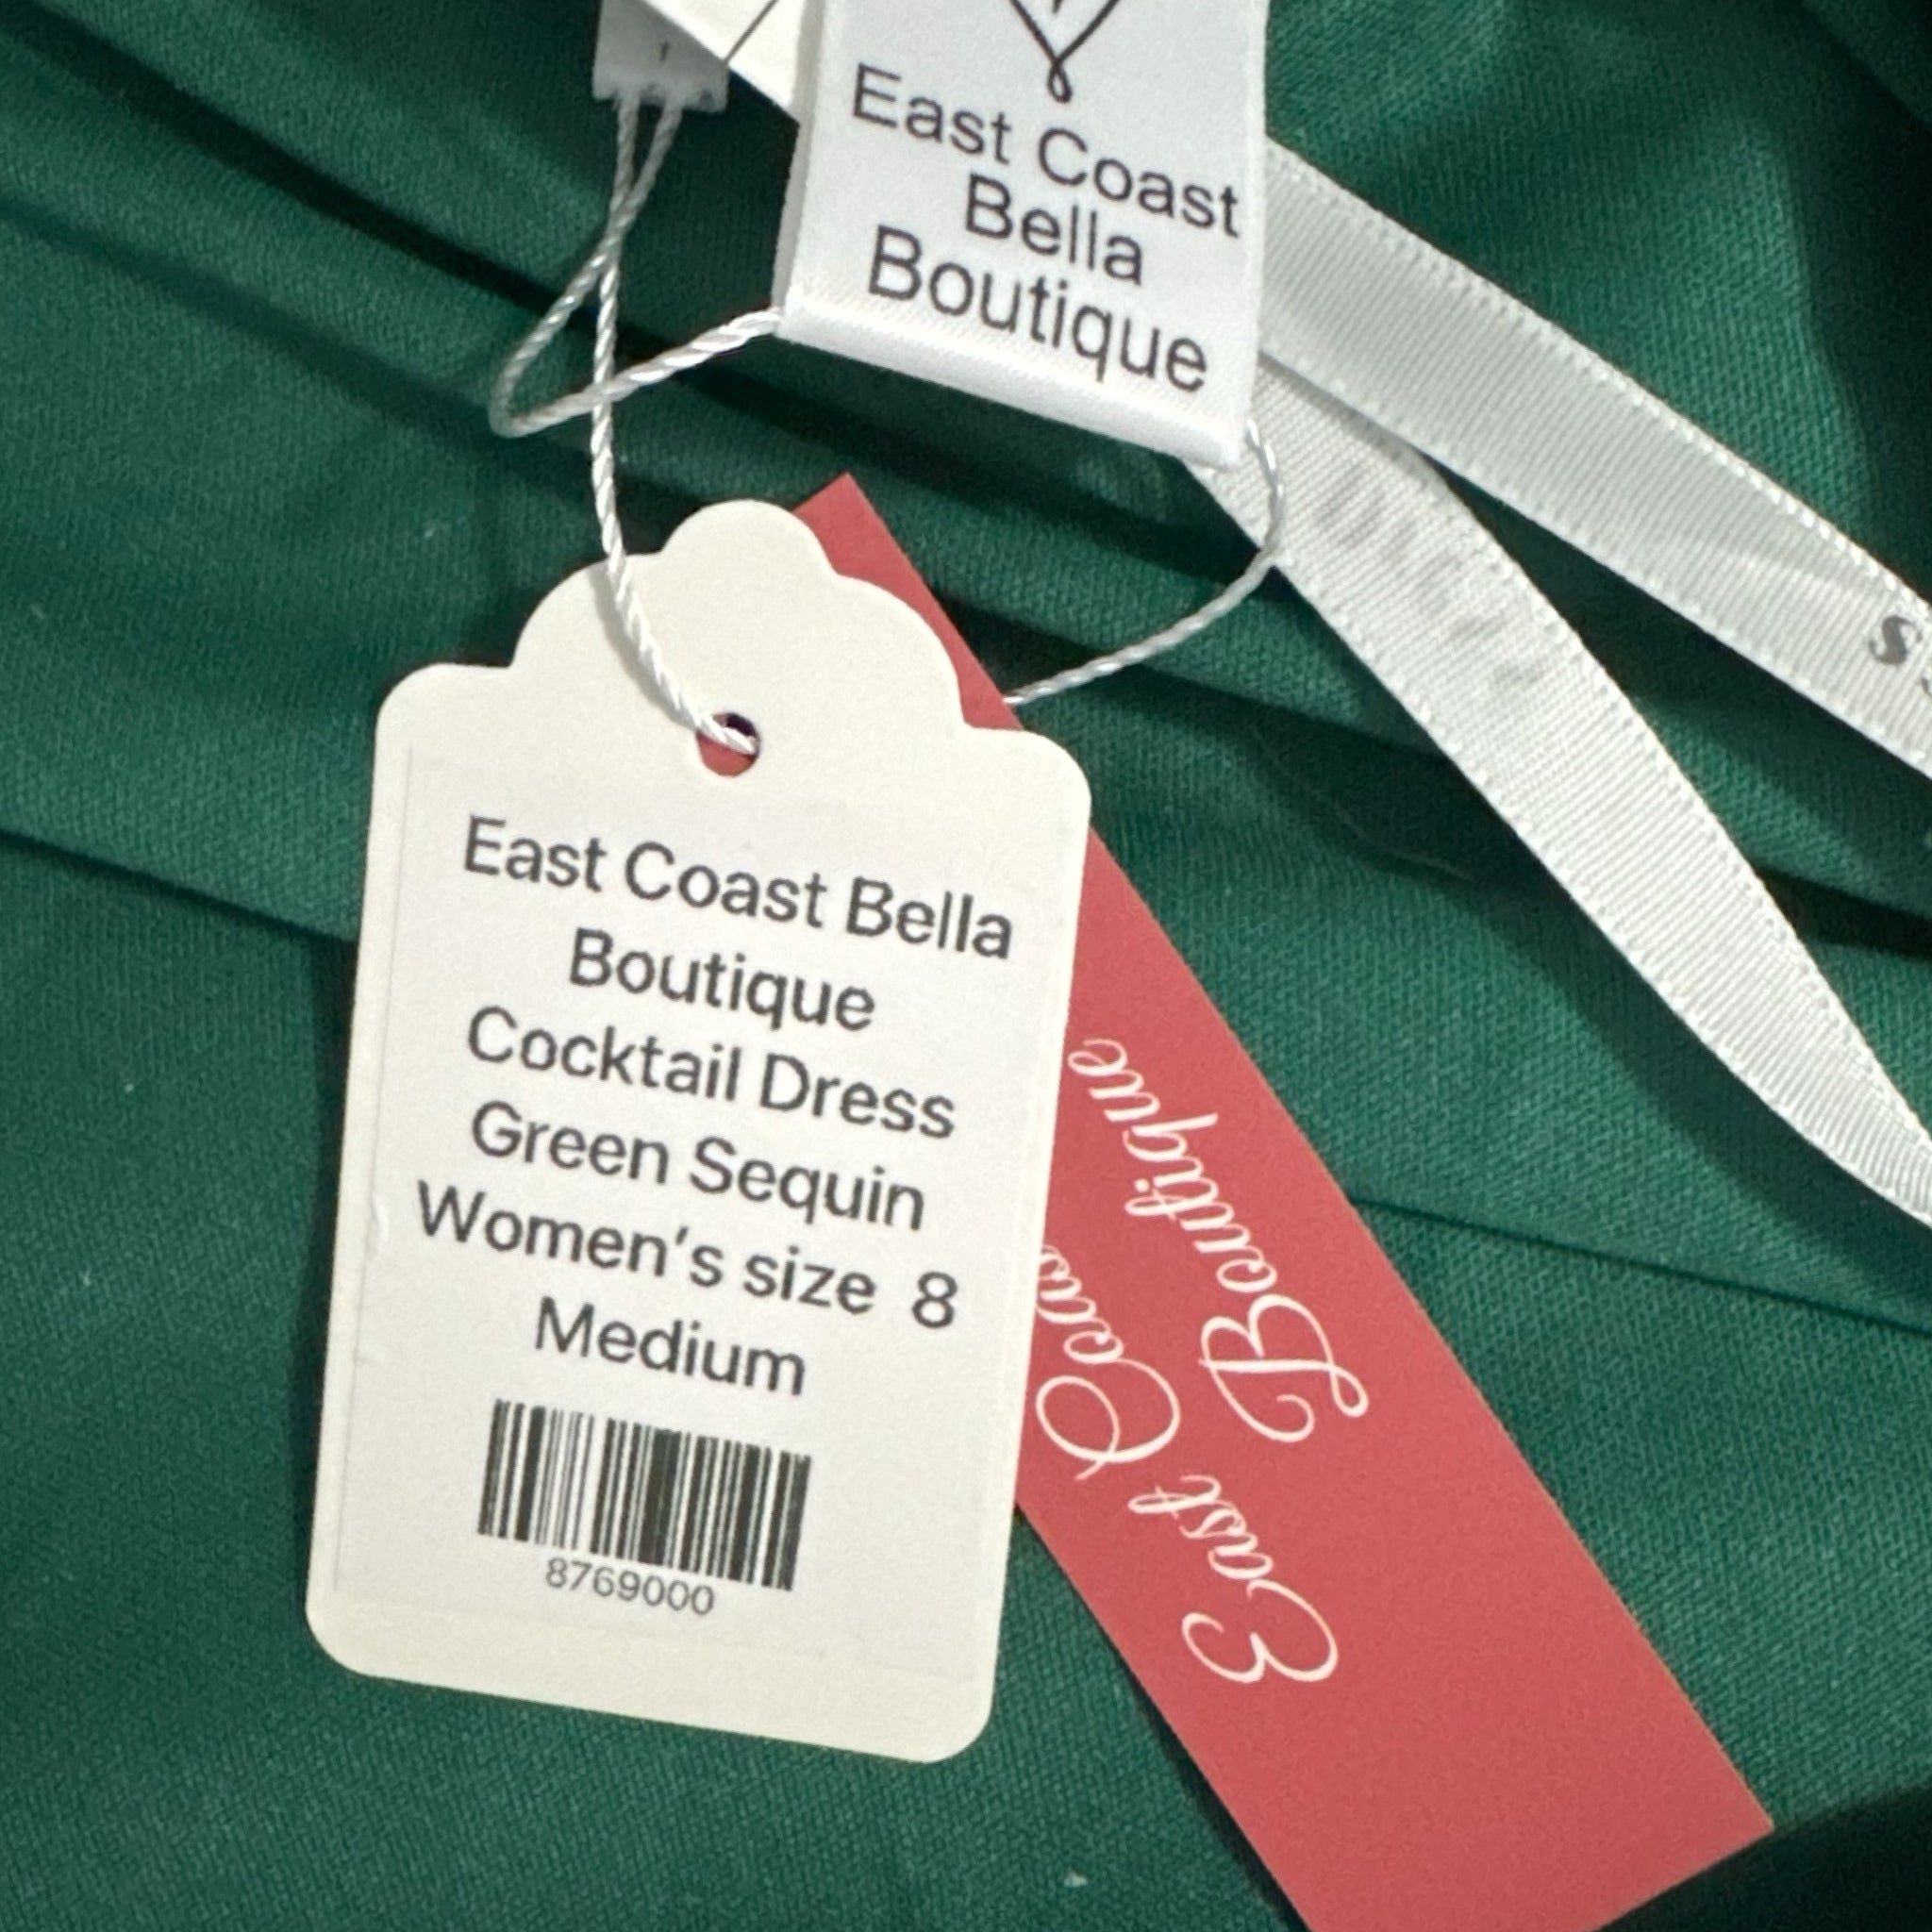 East Coast
Bella
Boutique
East Coast Bella
Boutique
Cocktail Dress
Green Sequin
Women's size 8
Medium
8769000
East Coas
Boutique
S